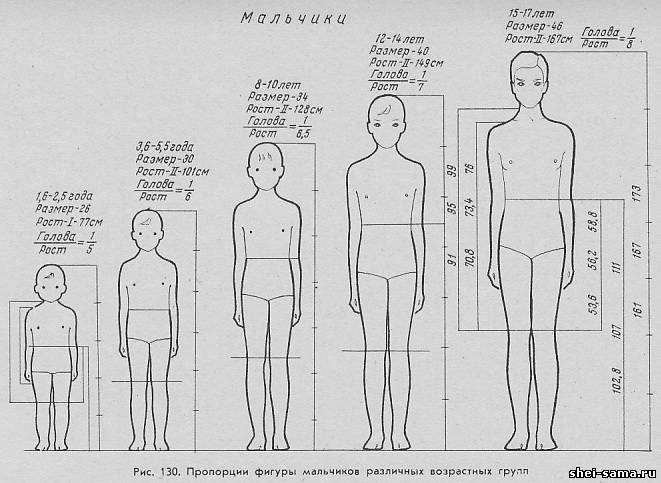 Мальчики
1,6-2,5 года
Размер-26
Рост-I-77см
Голова/Рост = 1/5
3,6-5,5 года
Размер-30
Рост-II-101см
Голова/Рост = 1/6
8-10 лет
Размер-34
Рост-II-128см
Голова/Рост = 1/6,5
12-14 лет
Размер-40
Рост-II-149см
Голова/Рост = 1/7
15-17 лет
Размер-46
Рост-II-167см
Голова/Рост = 1/8
99
95
91
76
73,4
70,8
58,8
56,2
53,6
111
107
102,8
173
167
161
Рис. 130. Пропорции фигуры мальчиков различных возрастных групп
shei-sama.ru